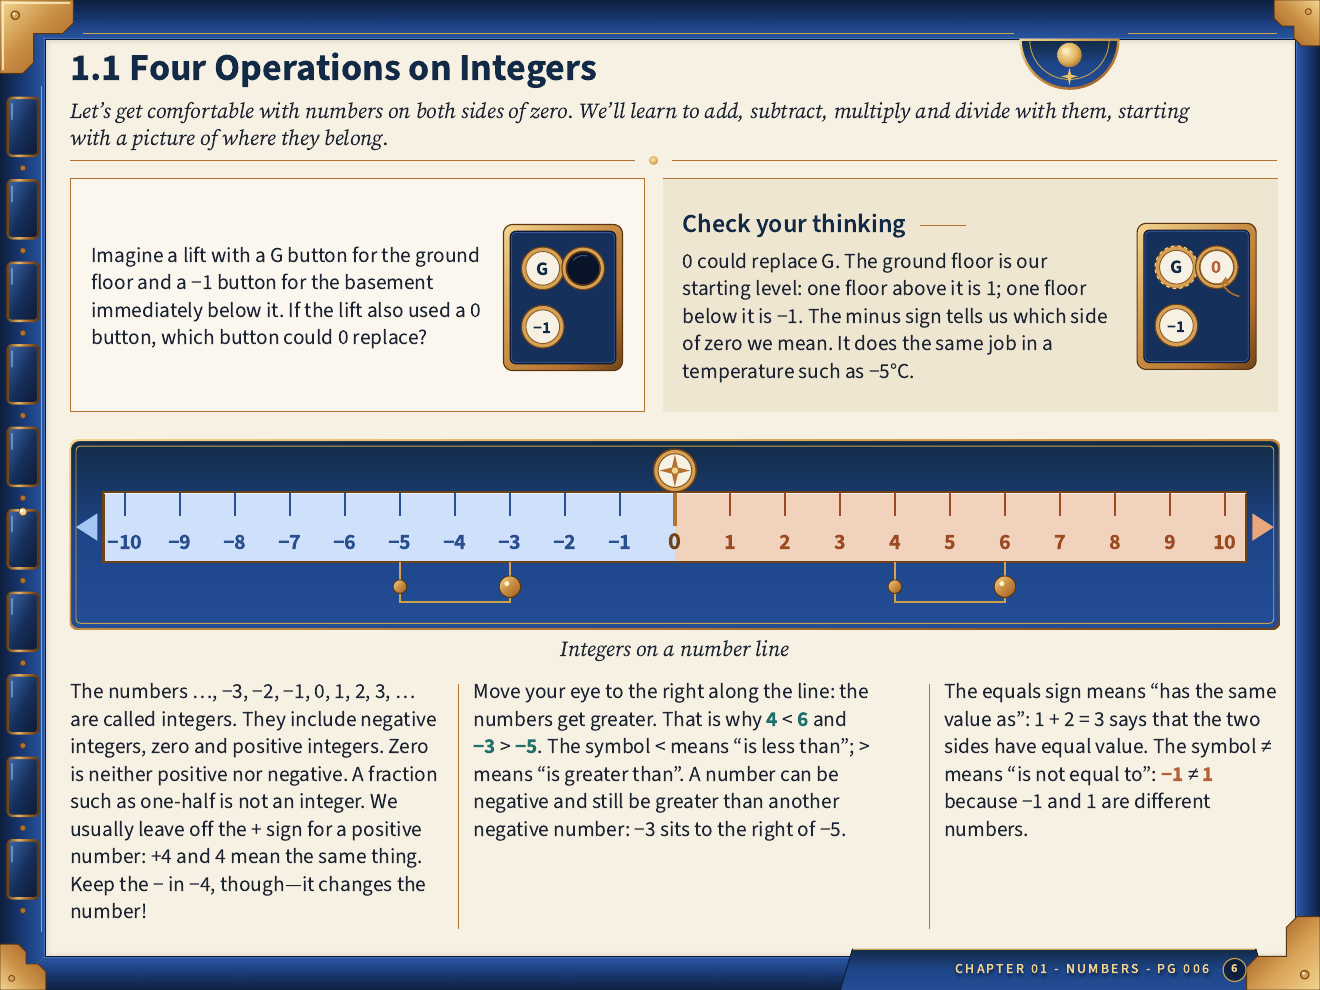 1.1 Four Operations on Integers
Let’s get comfortable with numbers on both sides of zero. We’ll learn to add, subtract, multiply and divide with them, starting
with a picture of where they belong.
Imagine a lift with a G button for the ground
floor and a −1 button for the basement
immediately below it. If the lift also used a 0
button, which button could 0 replace?
G
−1
Check your thinking
0 could replace G. The ground floor is our
starting level: one floor above it is 1; one floor
below it is −1. The minus sign tells us which side
of zero we mean. It does the same job in a
temperature such as −5°C.
G 0
−1
−10 −9 −8 −7 −6 −5 −4 −3 −2 −1 0 1 2 3 4 5 6 7 8 9 10
Integers on a number line
The numbers …, −3, −2, −1, 0, 1, 2, 3, …
are called integers. They include negative
integers, zero and positive integers. Zero
is neither positive nor negative. A fraction
such as one-half is not an integer. We
usually leave off the + sign for a positive
number: +4 and 4 mean the same thing.
Keep the − in −4, though—it changes the
number!
Move your eye to the right along the line: the
numbers get greater. That is why 4 < 6 and
−3 > −5. The symbol < means “is less than”; >
means “is greater than”. A number can be
negative and still be greater than another
negative number: −3 sits to the right of −5.
The equals sign means “has the same
value as”: 1 + 2 = 3 says that the two
sides have equal value. The symbol ≠
means “is not equal to”: −1 ≠ 1
because −1 and 1 are different
numbers.
CHAPTER 01 - NUMBERS - PG 006 6